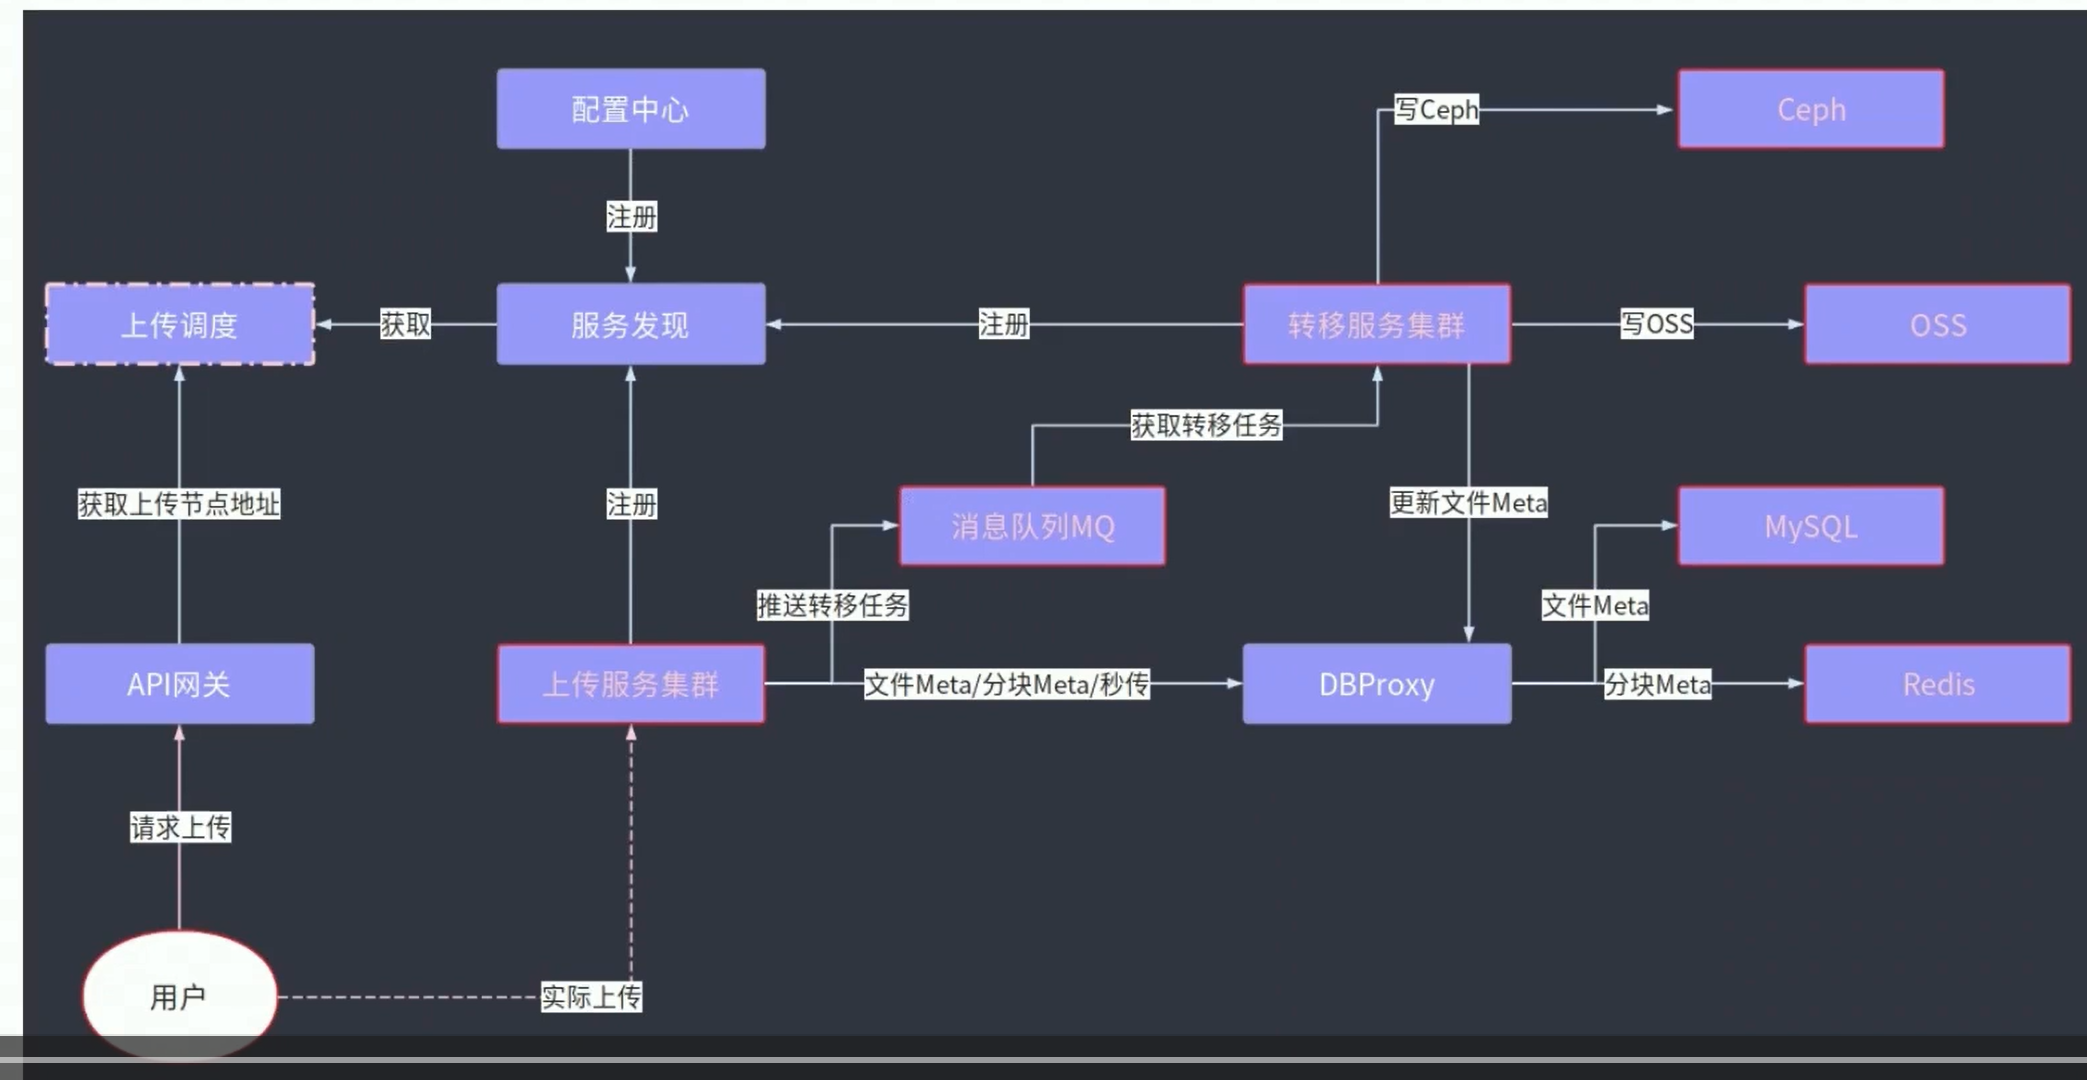 配置中心
写Ceph
Ceph
注册
上传调度
获取
服务发现
注册
转移服务集群
写OSS
OSS
获取转移任务
获取上传节点地址
注册
消息队列MQ
更新文件Meta
MySQL
推送转移任务
文件Meta
API网关
上传服务集群
文件Meta/分块Meta/秒传
DBProxy
分块Meta
Redis
请求上传
用户
实际上传